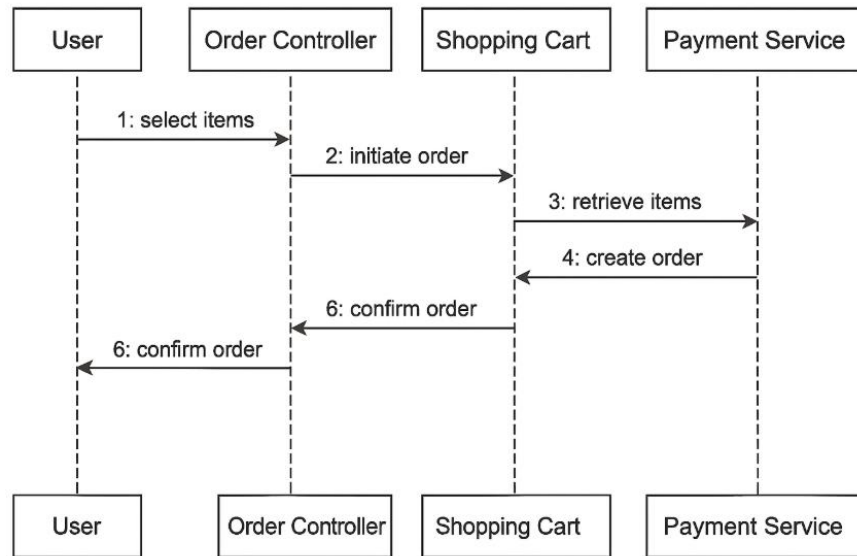 User
Order Controller
Shopping Cart
Payment Service
1: select items
2: initiate order
3: retrieve items
4: create order
6: confirm order
6: confirm order
User
Order Controller
Shopping Cart
Payment Service